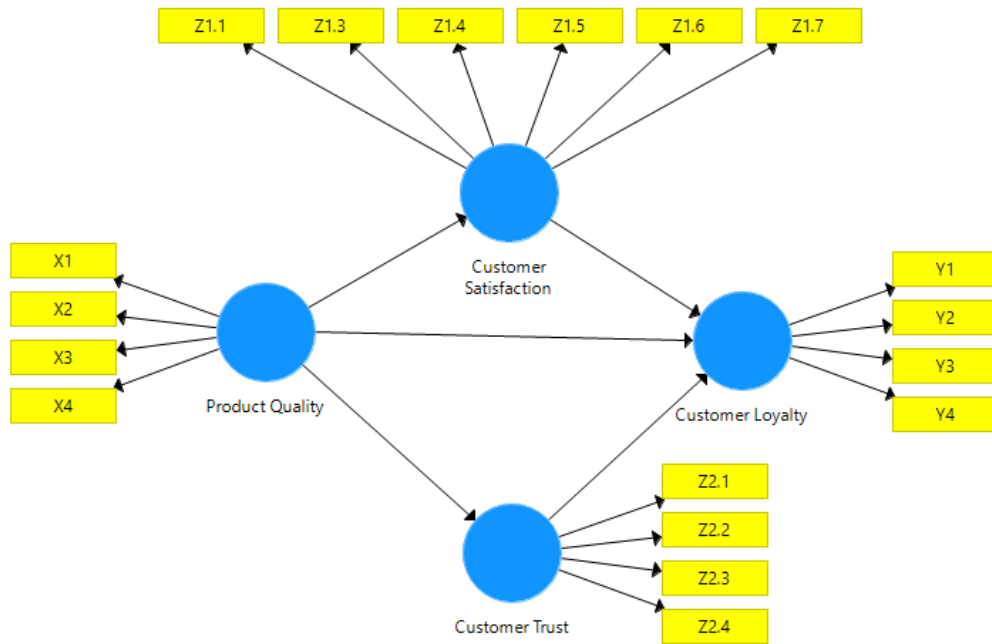 Z1.1
Z1.3
Z1.4
Z1.5
Z1.6
Z1.7
Customer
Satisfaction
X1
X2
X3
X4
Product Quality
Y1
Y2
Y3
Y4
Customer Loyalty
Z2.1
Z2.2
Z2.3
Z2.4
Customer Trust